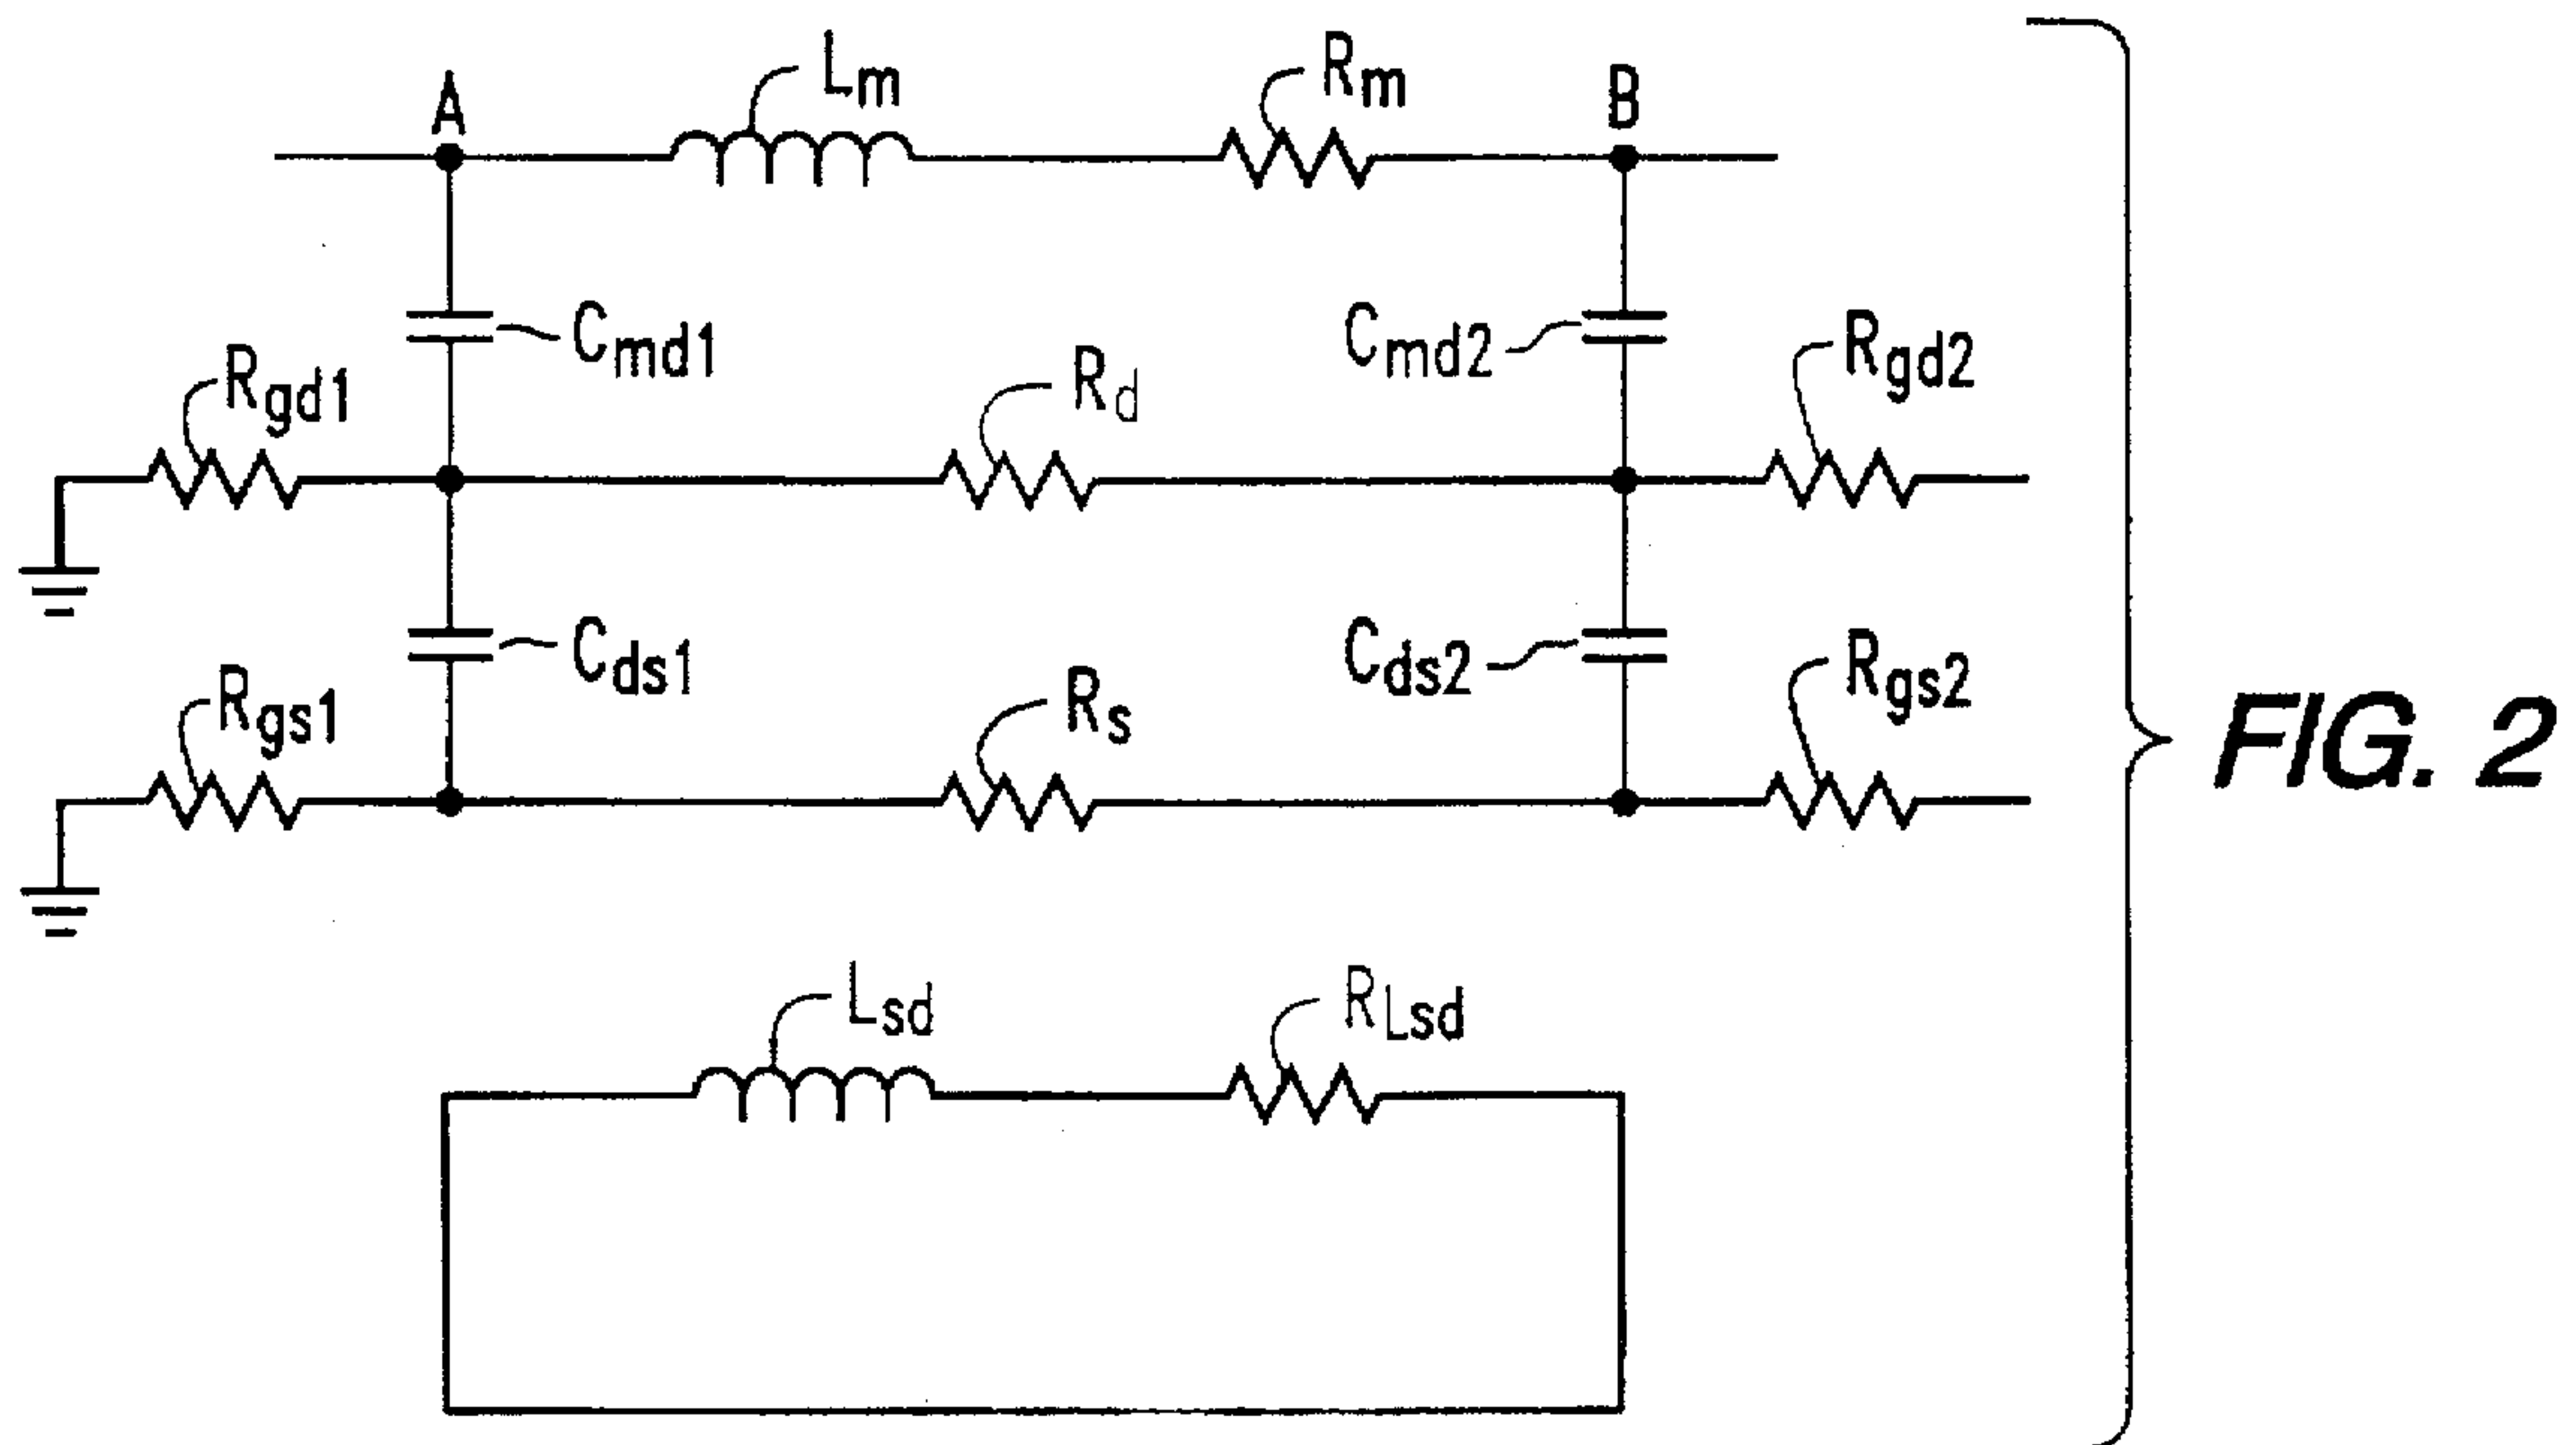 A
Lm
Rm
B
Cmd1
Cmd2
Rgd1
Rd
Rgd2
Cds1
Cds2
Rgs1
Rs
Rgs2
FIG. 2
Lsd
RLsd